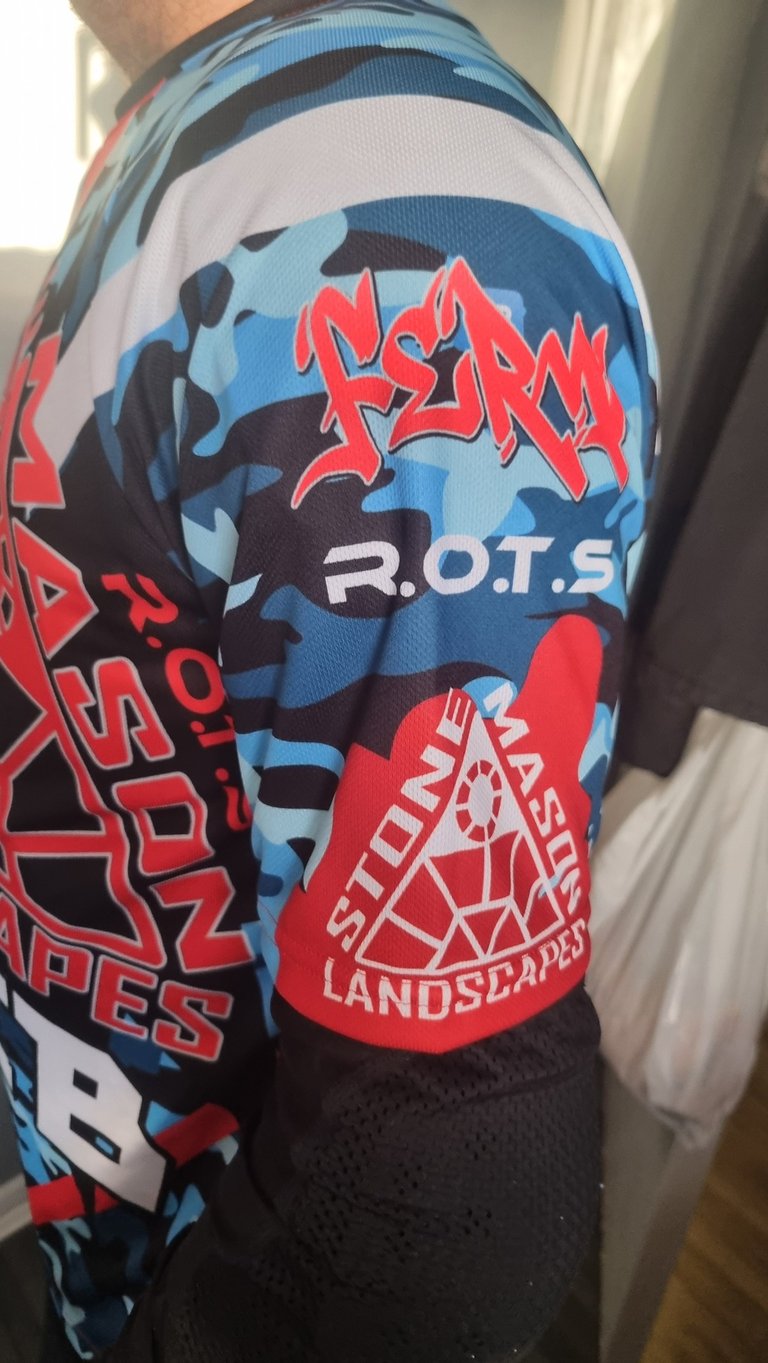 FERM
R.O.T.S
STONE MASON
LANDSCAPES
MASON
R.O.T.S
APES
B